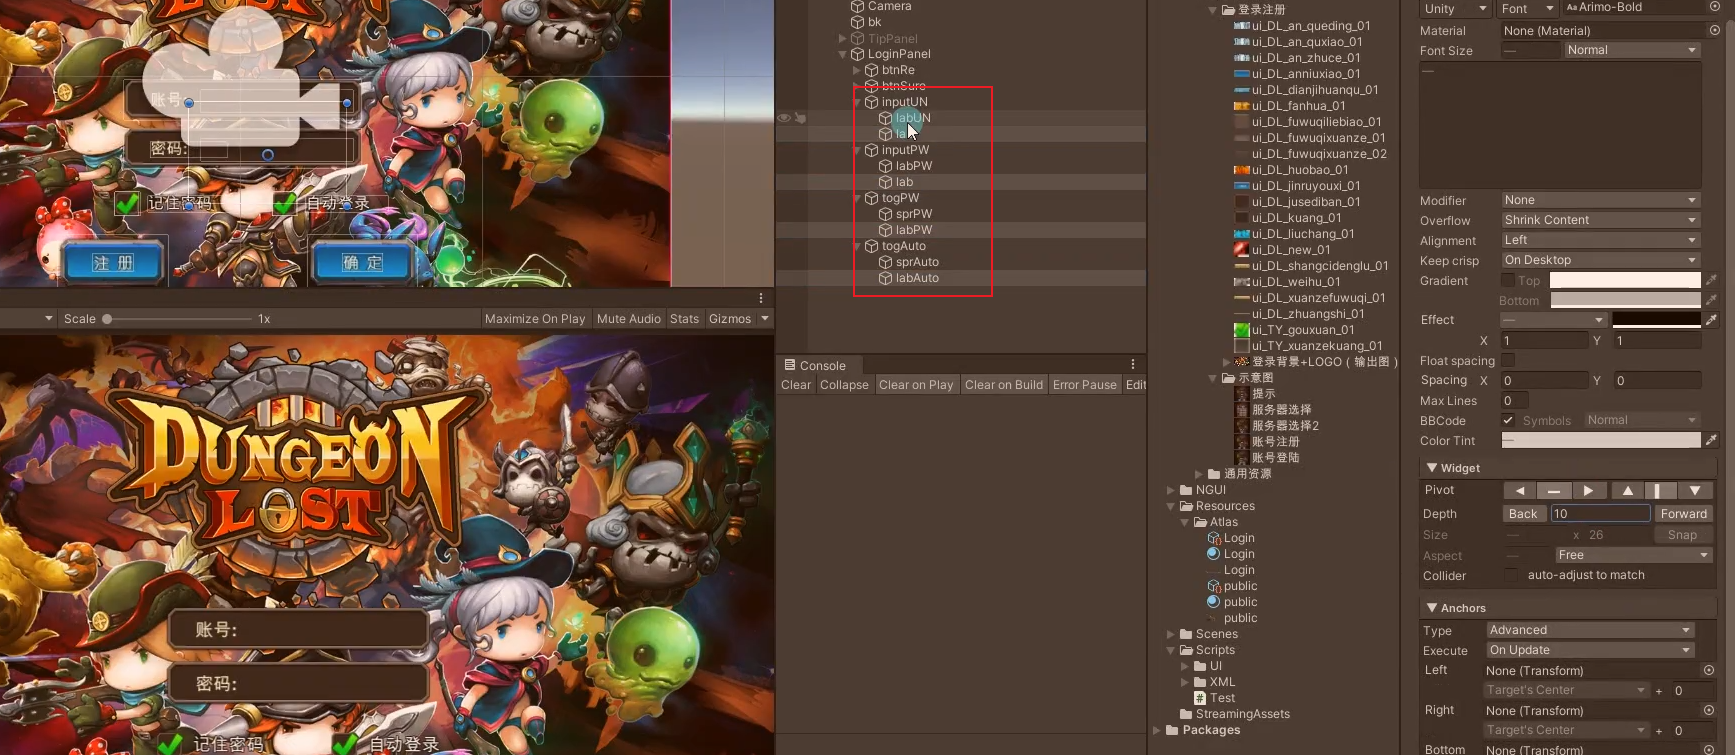 账号:
密码:
记住密码
自动登录
注 册
确 定
Scale
1x
Maximize On Play
Mute Audio
Stats
Gizmos
DUNGEON
LOST
账号:
密码:
记住密码
自动登录
Camera
bk
TipPanel
LoginPanel
btnRe
btnSure
inputUN
labUN
inputPW
labPW
lab
togPW
sprPW
labPW
togAuto
sprAuto
labAuto
Console
Clear
Collapse
Clear on Play
Clear on Build
Error Pause
Edit
登录注册
ui_DL_an_queding_01
ui_DL_an_quxiao_01
ui_DL_an_zhuce_01
ui_DL_anniuxiao_01
ui_DL_dianjihuanqu_01
ui_DL_fanhua_01
ui_DL_fuwuqiliebiao_01
ui_DL_fuwuqixuanze_01
ui_DL_fuwuqixuanze_02
ui_DL_huobao_01
ui_DL_jinruyouxi_01
ui_DL_jusediban_01
ui_DL_kuang_01
ui_DL_liuchang_01
ui_DL_new_01
ui_DL_shangcidenglu_01
ui_DL_weihu_01
ui_DL_xuanzefuwuqi_01
ui_DL_zhuangshi_01
ui_TY_gouxuan_01
ui_TY_xuanzekuang_01
登录背景+LOGO ( 输出图 )
示意图
提示
服务器选择
服务器选择2
账号注册
账号登陆
通用资源
NGUI
Resources
Atlas
Login
Login
Login
public
public
public
Scenes
Scripts
UI
XML
Test
StreamingAssets
Packages
Unity
Font
Arimo-Bold
Material
None (Material)
Font Size
Normal
Modifier
None
Overflow
Shrink Content
Alignment
Left
Keep crisp
On Desktop
Gradient
Top
Bottom
Effect
X 1 Y 1
Float spacing
Spacing X 0 Y 0
Max Lines 0
BBCode
Symbols
Normal
Color Tint
Widget
Pivot
Depth
Back
10
Forward
Size
x 26
Snap
Aspect
Free
Collider
auto-adjust to match
Anchors
Type
Advanced
Execute
On Update
Left
None (Transform)
Target's Center
+ 0
Right
None (Transform)
Target's Center
+ 0
Bottom
None (Transform)